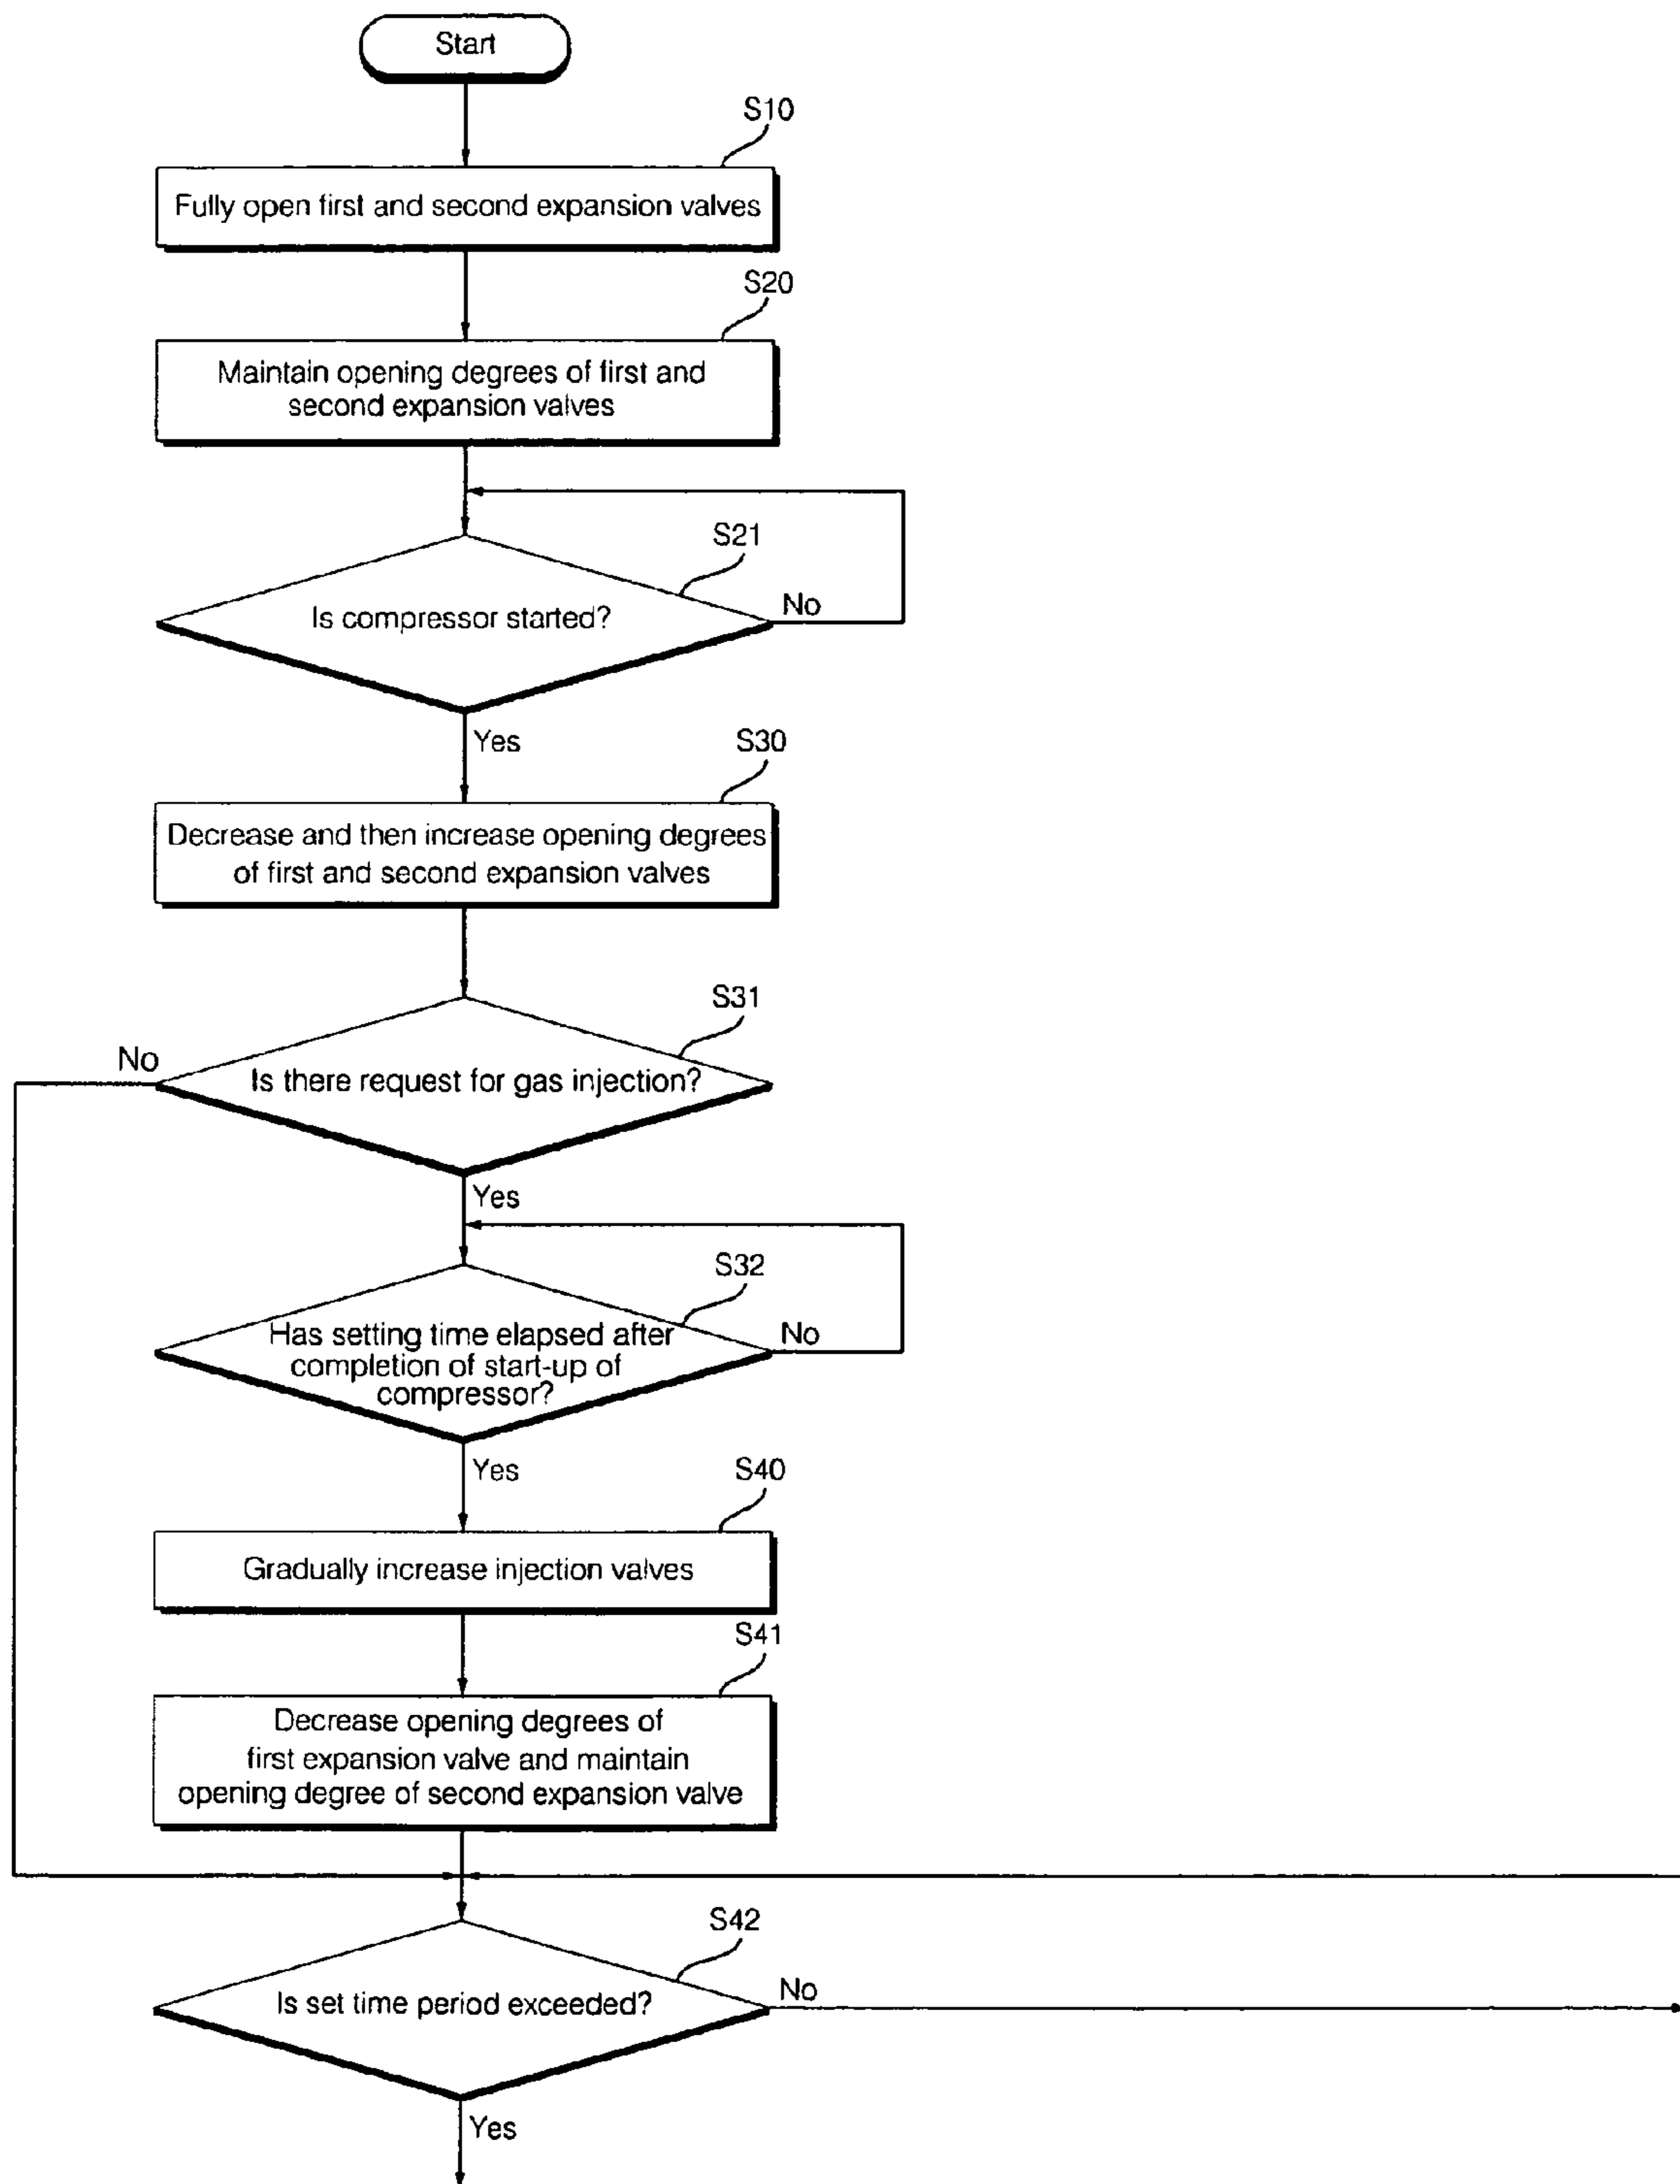 Start
S10
Fully open first and second expansion valves
S20
Maintain opening degrees of first and
second expansion valves
S21
Is compressor started?
No
Yes
S30
Decrease and then increase opening degrees
of first and second expansion valves
S31
No
Is there request for gas injection?
Yes
S32
Has setting time elapsed after
completion of start-up of
compressor?
No
Yes
S40
Gradually increase injection valves
S41
Decrease opening degrees of
first expansion valve and maintain
opening degree of second expansion valve
S42
Is set time period exceeded?
No
Yes